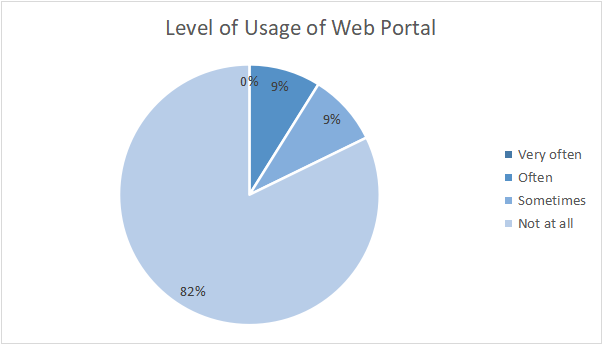 Level of Usage of Web Portal
0%
9%
9%
82%
Very often
Often
Sometimes
Not at all